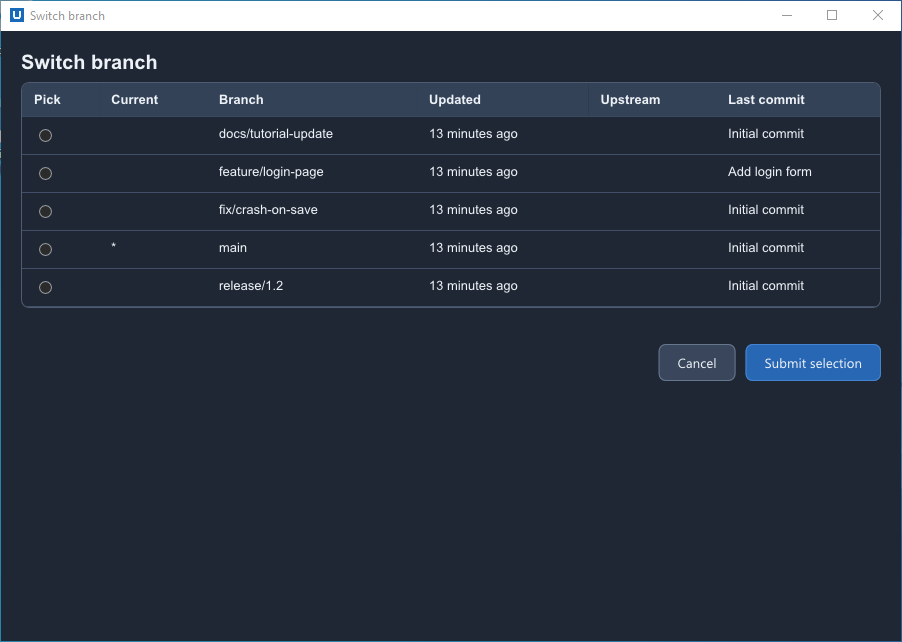 U Switch branch
Switch branch
Pick Current Branch Updated Upstream Last commit
docs/tutorial-update 13 minutes ago Initial commit
feature/login-page 13 minutes ago Add login form
fix/crash-on-save 13 minutes ago Initial commit
* main 13 minutes ago Initial commit
release/1.2 13 minutes ago Initial commit
Cancel Submit selection